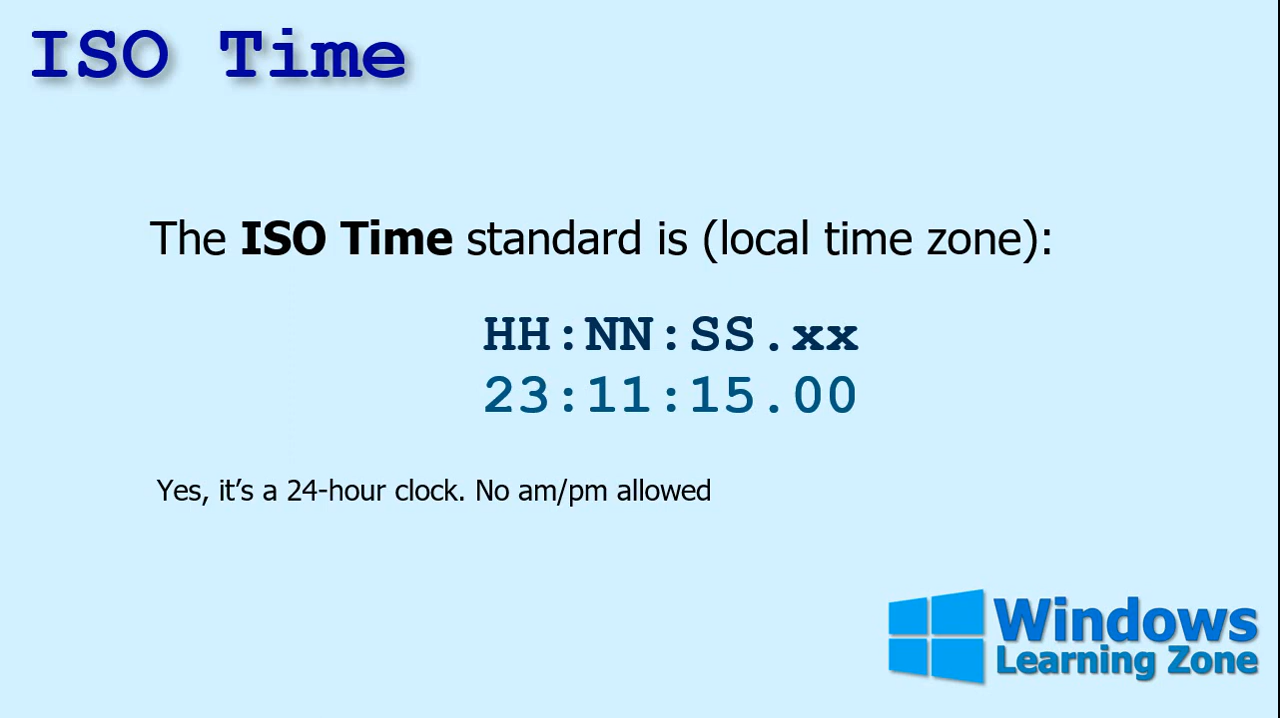 ISO Time
The ISO Time standard is (local time zone):
HH:NN:SS.xx
23:11:15.00
Yes, it’s a 24-hour clock. No am/pm allowed
Windows
Learning Zone